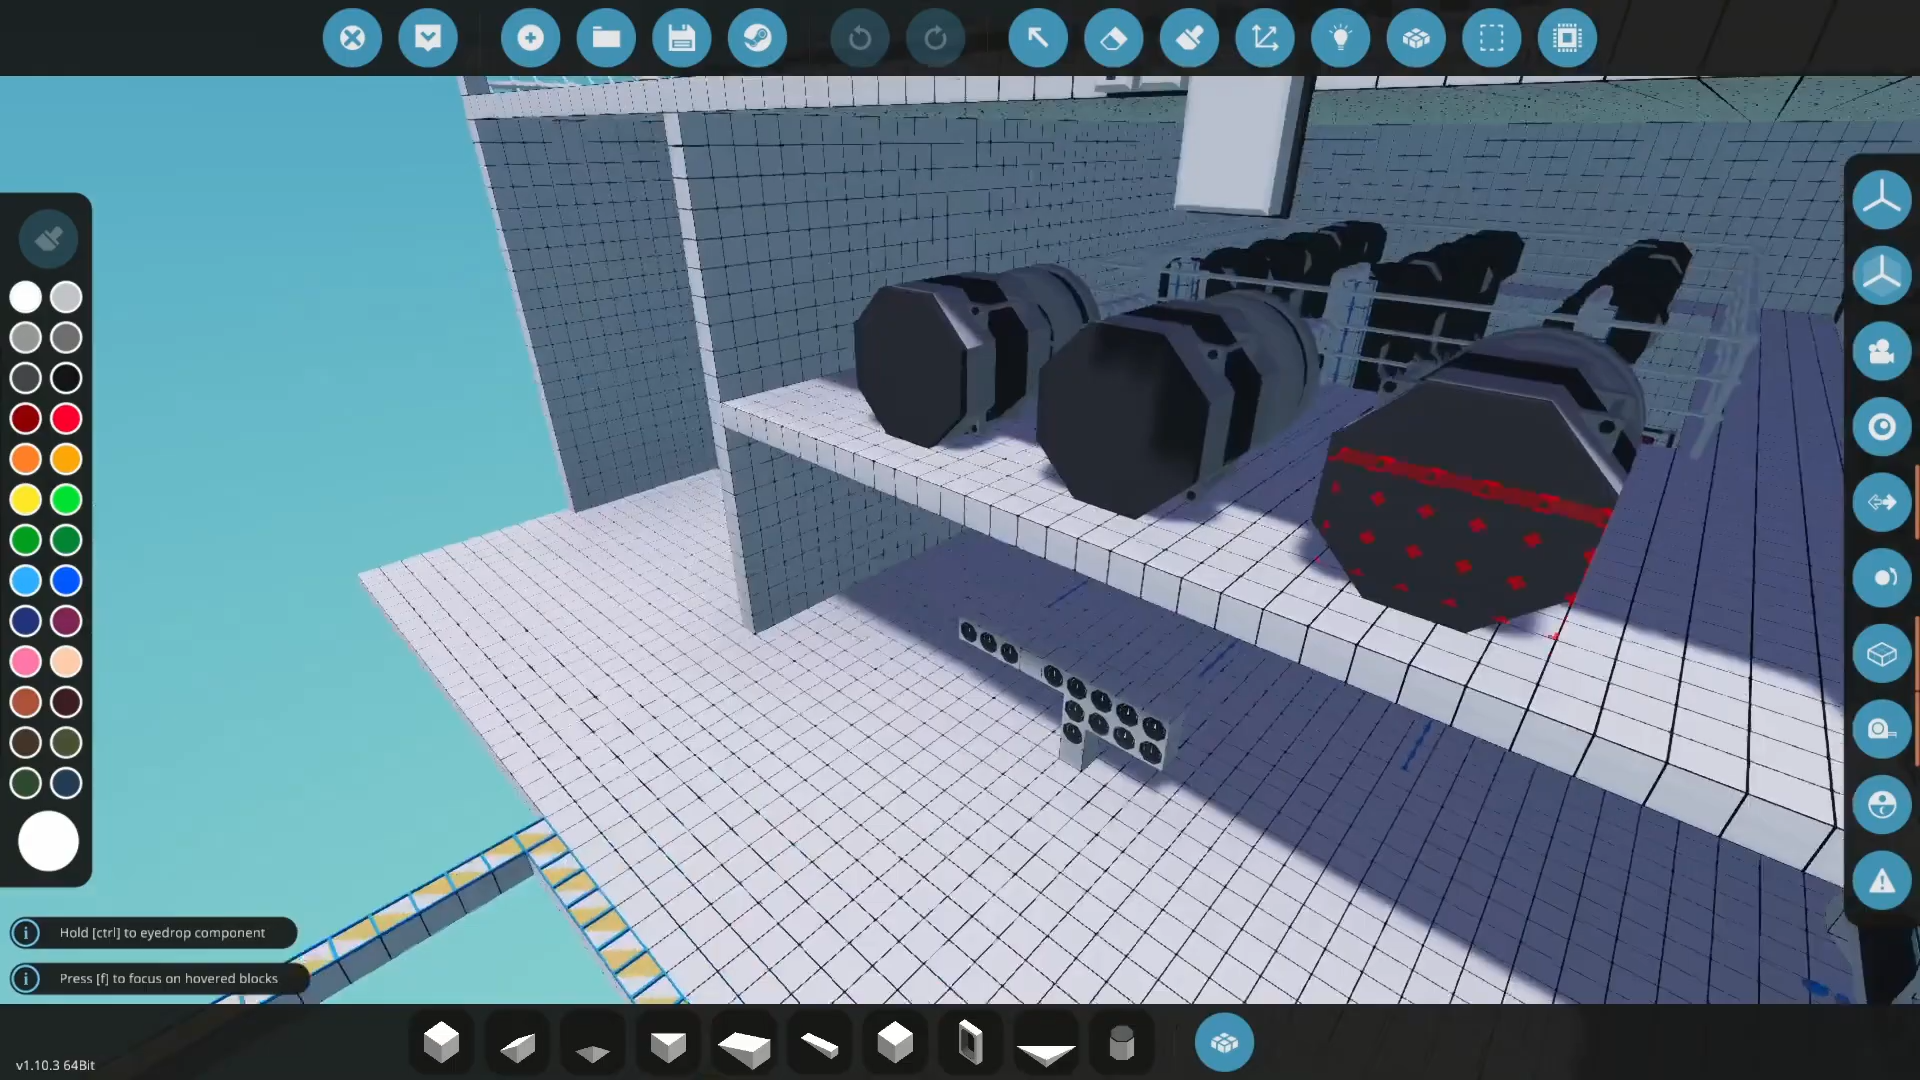 Hold [ctrl] to eyedrop component
Press [f] to focus on hovered blocks
v1.10.3 64Bit